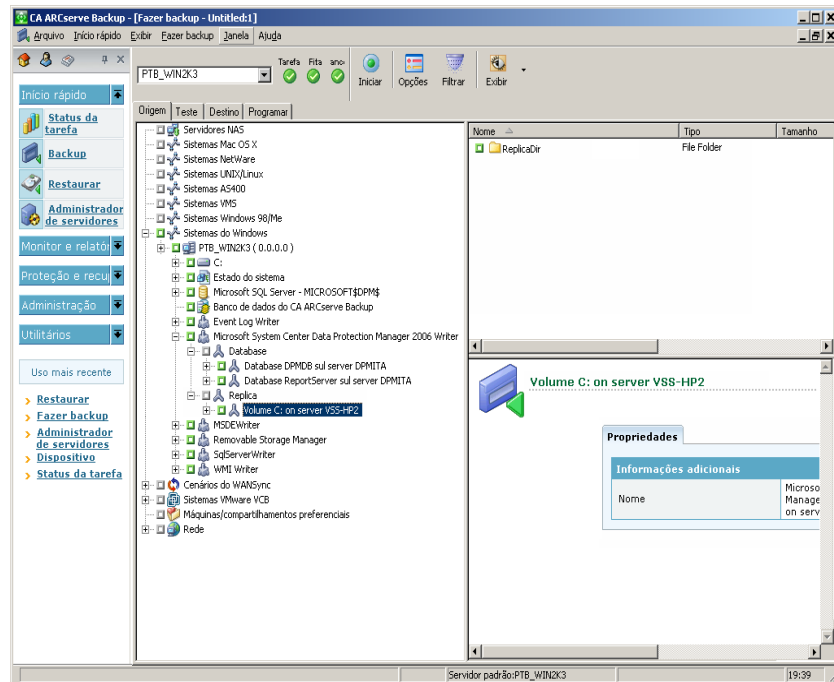 CA ARCserve Backup - [Fazer backup - Untitled:1]
Arquivo Início rápido Exibir Fazer backup Janela Ajuda
PTB_WIN2K3
Tarefa Fita
Iniciar Opções Filtrar Exibir
Início rápido
Status da tarefa
Backup
Restaurar
Administrador de servidores
Monitor e relatór
Proteção e recu
Administração
Utilitários
Uso mais recente
Restaurar
Fazer backup
Administrador de servidores
Dispositivo
Status da tarefa
Origem Teste Destino Programar
Servidores NAS
Sistemas Mac OS X
Sistemas NetWare
Sistemas UNIX/Linux
Sistemas AS400
Sistemas VMS
Sistemas Windows 98/Me
Sistemas do Windows
PTB_WIN2K3 ( 0.0.0.0 )
C:
Estado do sistema
Microsoft SQL Server - MICROSOFT$DPM$
Banco de dados do CA ARCserve Backup
Event Log Writer
Microsoft System Center Data Protection Manager 2006 Writer
Database
Database DPMDB sul server DPMITA
Database ReportServer sul server DPMITA
Replica
Volume C: on server VSS-HP2
MSDEWriter
Removable Storage Manager
SqlServerWriter
WMI Writer
Cenários do WANSync
Sistemas VMware VCB
Máquinas/compartilhamentos preferenciais
Rede
Nome Tipo Tamanho
ReplicaDir File Folder
Volume C: on server VSS-HP2
Propriedades
Informações adicionais
Nome
Microso
Manage
on serv
Servidor padrão:PTB_WIN2K3
19:39